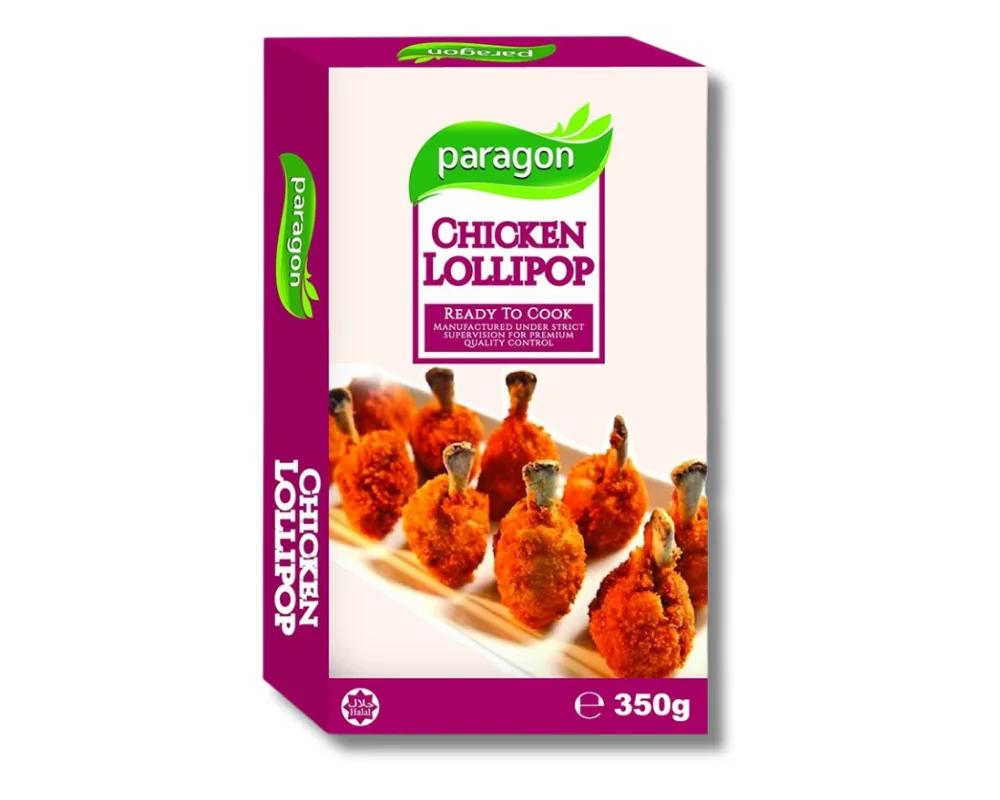 paragon
paragon
CHICKEN
LOLLIPOP
READY TO COOK
MANUFACTURED UNDER STRICT
SUPERVISION FOR PREMIUM
QUALITY CONTROL
paragon
CHICKEN
LOLLIPOP
حلال
Halal
℮ 350g